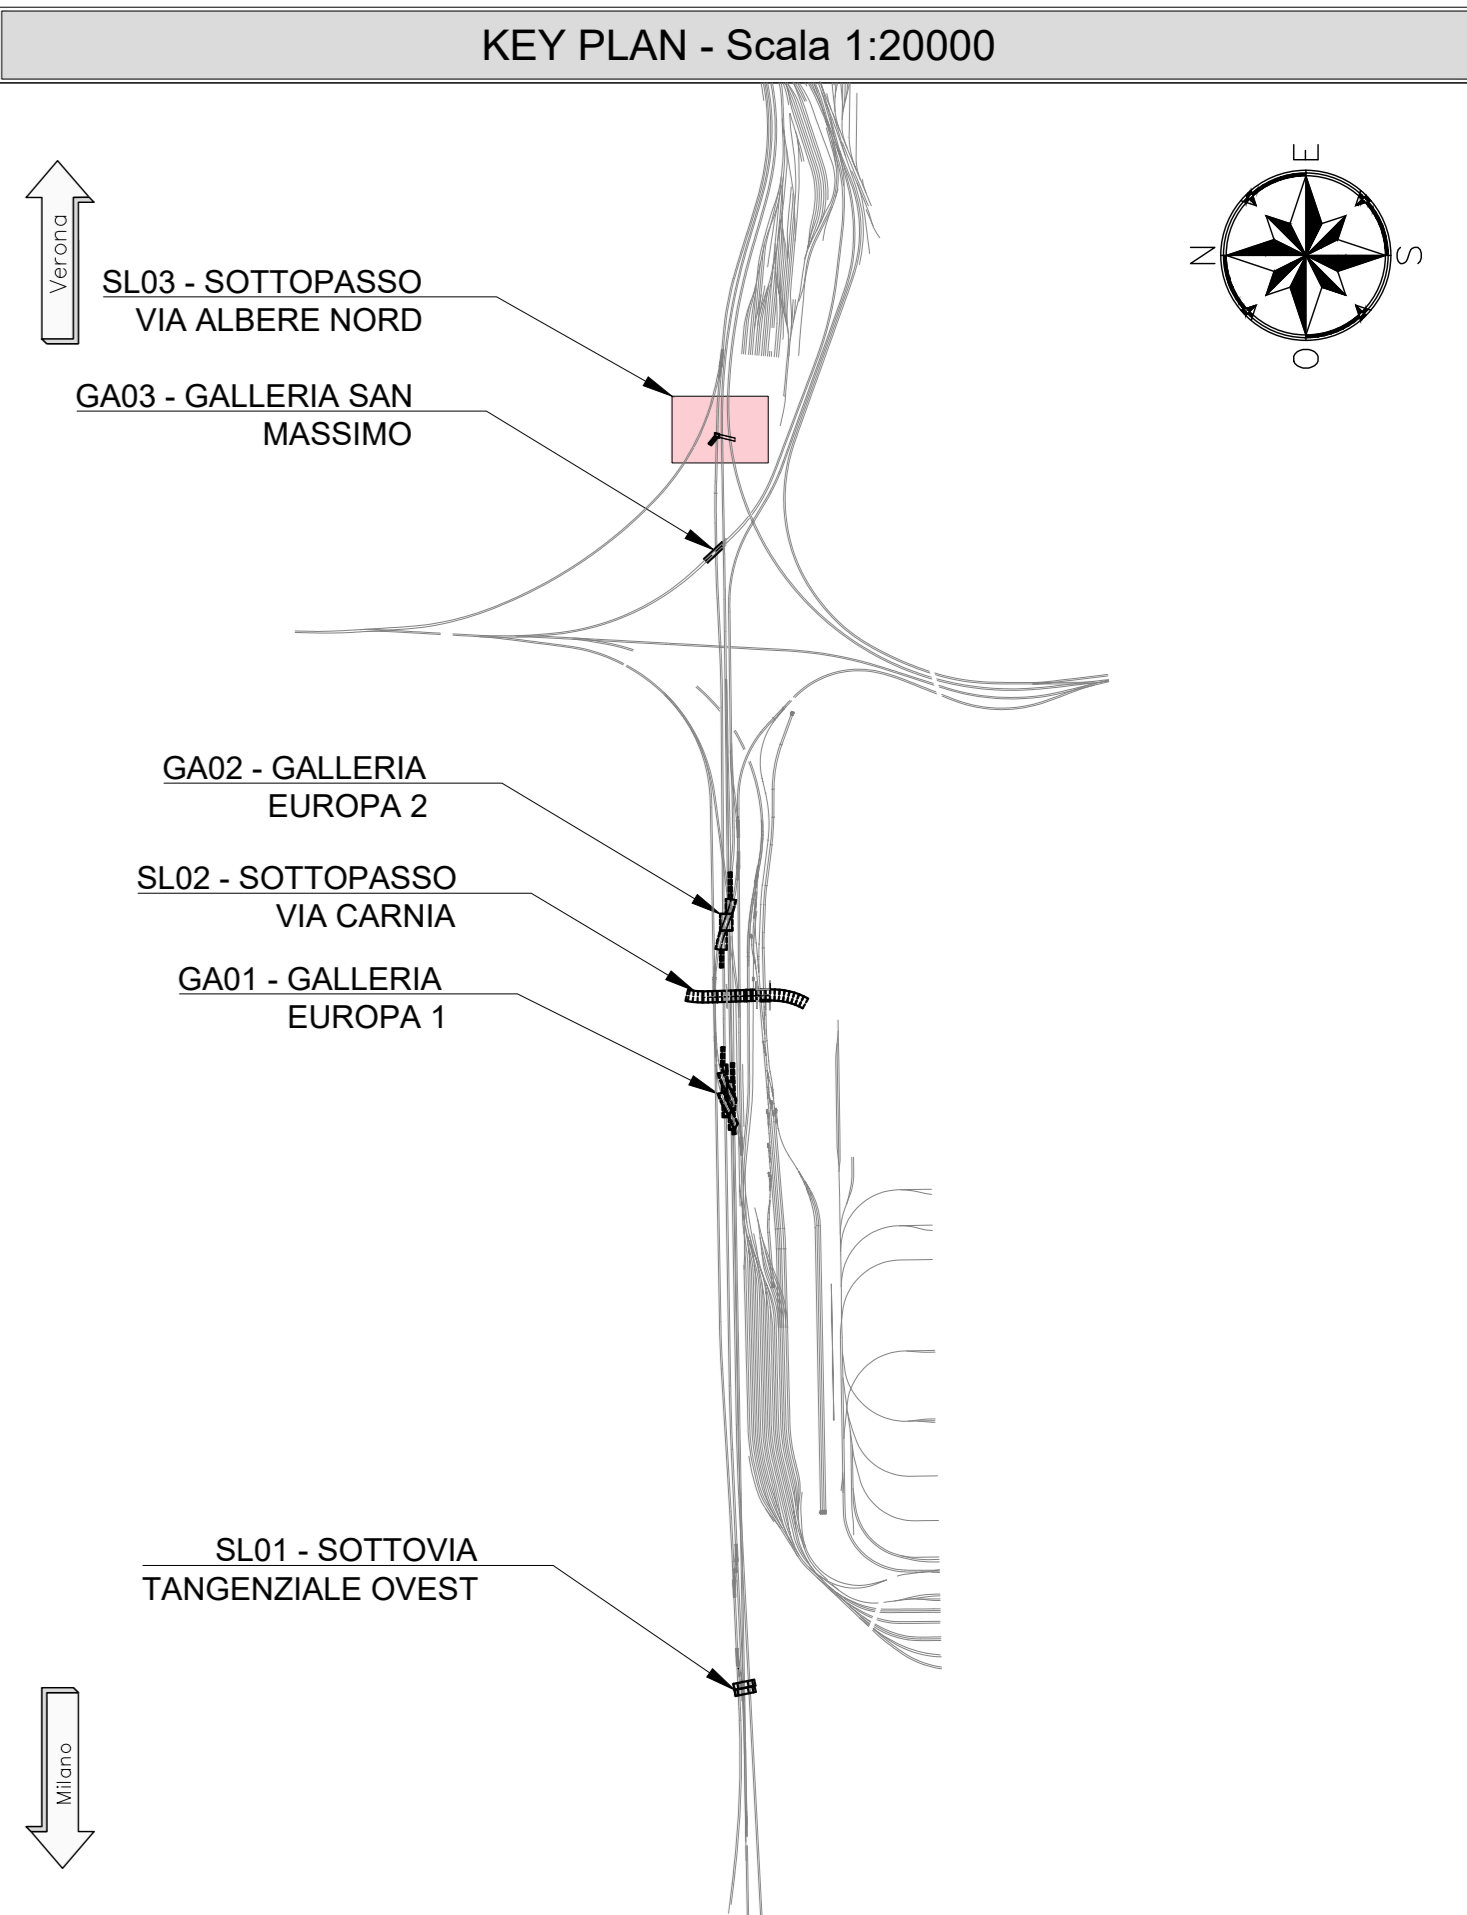 KEY PLAN - Scala 1:20000
E
N
S
O
Verona
SL03 - SOTTOPASSO
VIA ALBERE NORD
GA03 - GALLERIA SAN
MASSIMO
GA02 - GALLERIA
EUROPA 2
SL02 - SOTTOPASSO
VIA CARNIA
GA01 - GALLERIA
EUROPA 1
SL01 - SOTTOVIA
TANGENZIALE OVEST
Milano